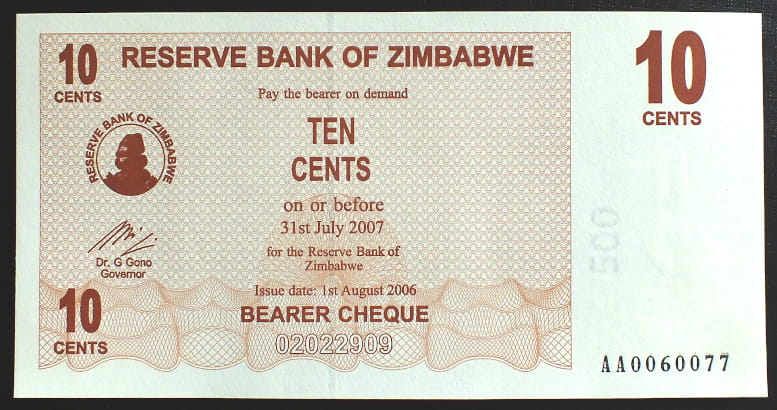 10
CENTS
RESERVE BANK OF ZIMBABWE
10
CENTS
Pay the bearer on demand
TEN
CENTS
RESERVE BANK OF ZIMBABWE
on or before
31st July 2007
for the Reserve Bank of
Zimbabwe
Dr. G Gono
Governor
Issue date: 1st August 2006
10
CENTS
BEARER CHEQUE
02022909
500
AA0060077